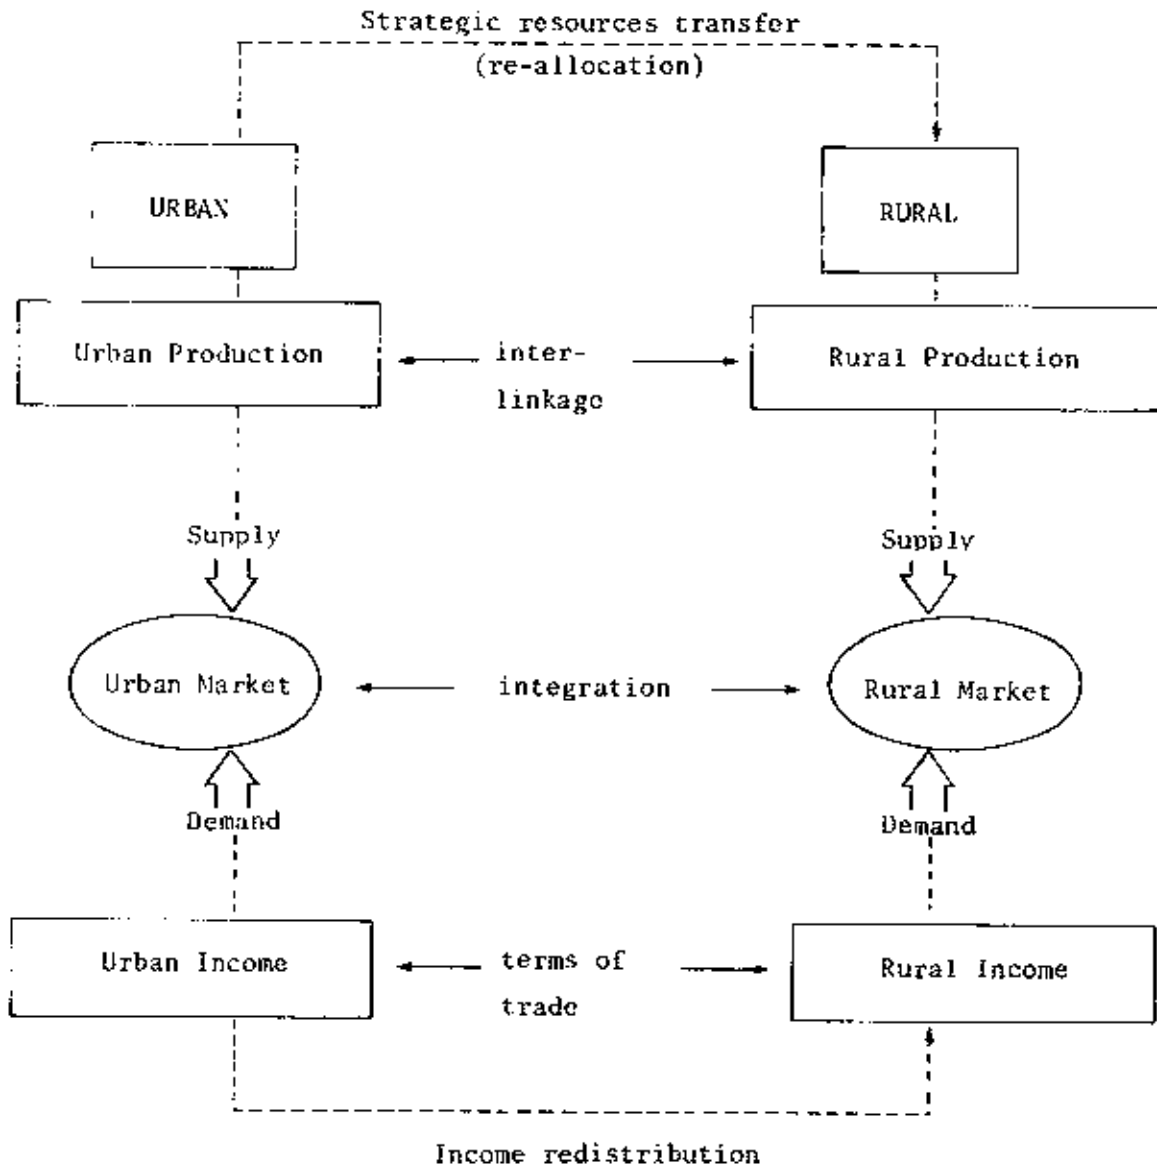 Strategic resources transfer
(re-allocation)
URBAN
RURAL
Urban Production
inter-
linkage
Rural Production
Supply
Supply
Urban Market
integration
Rural Market
Demand
Demand
Urban Income
terms of
trade
Rural Income
Income redistribution